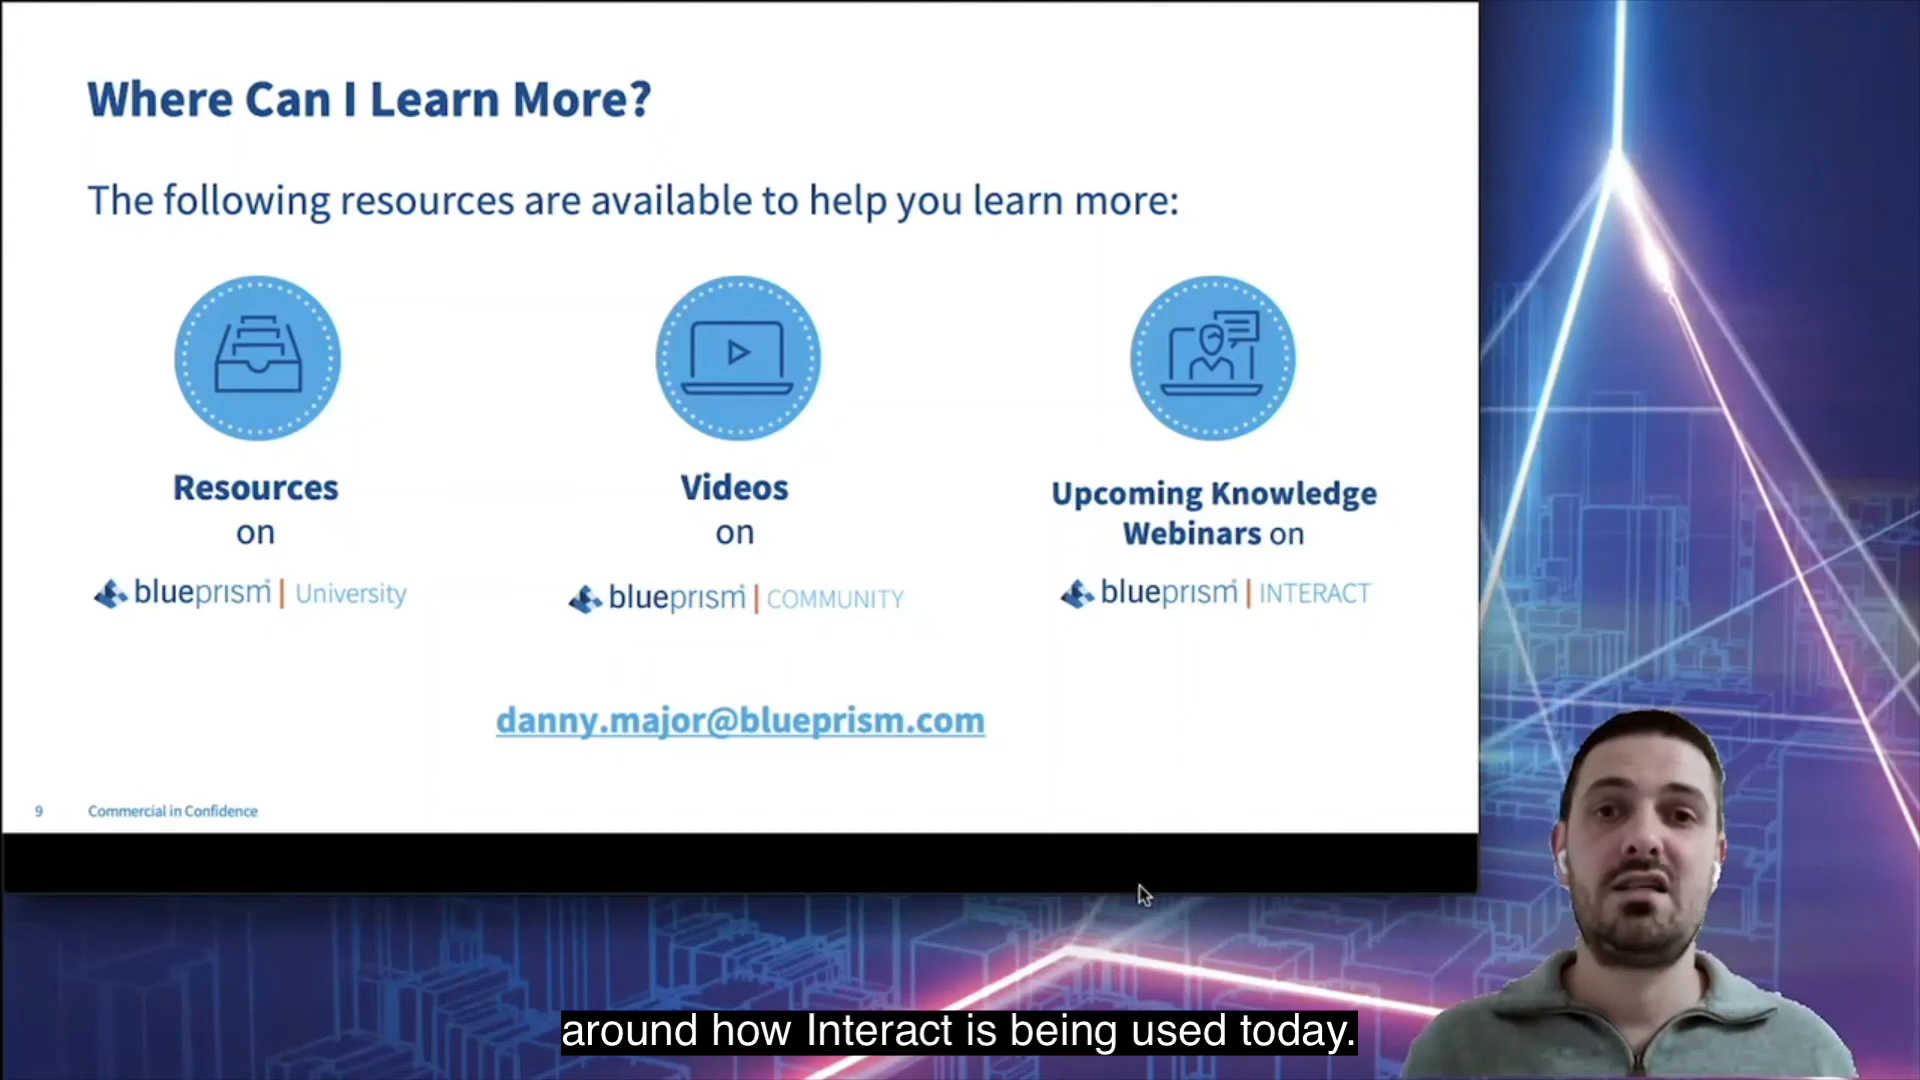 Where Can I Learn More?
The following resources are available to help you learn more:
Resources
on
blueprism | University
Videos
on
blueprism | COMMUNITY
Upcoming Knowledge
Webinars on
blueprism | INTERACT
danny.major@blueprism.com
9 Commercial in Confidence
around how Interact is being used today.